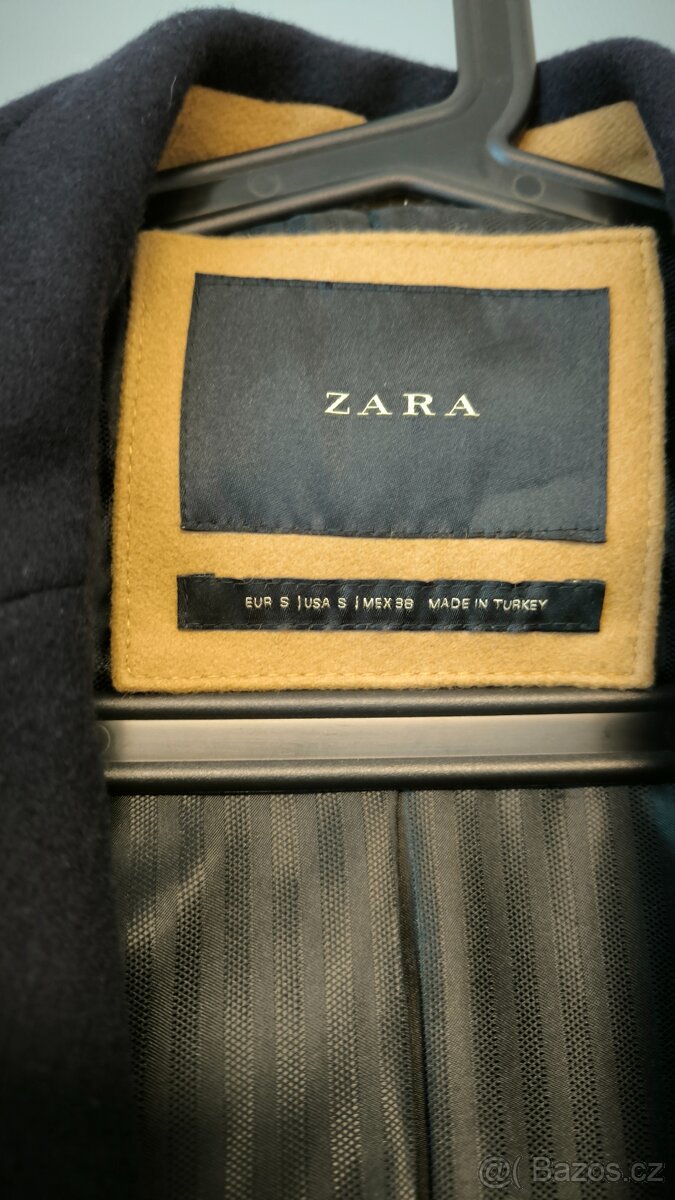 ZARA
EUR S | USA S | MEX 38 MADE IN TURKEY
@( Bazos.cz